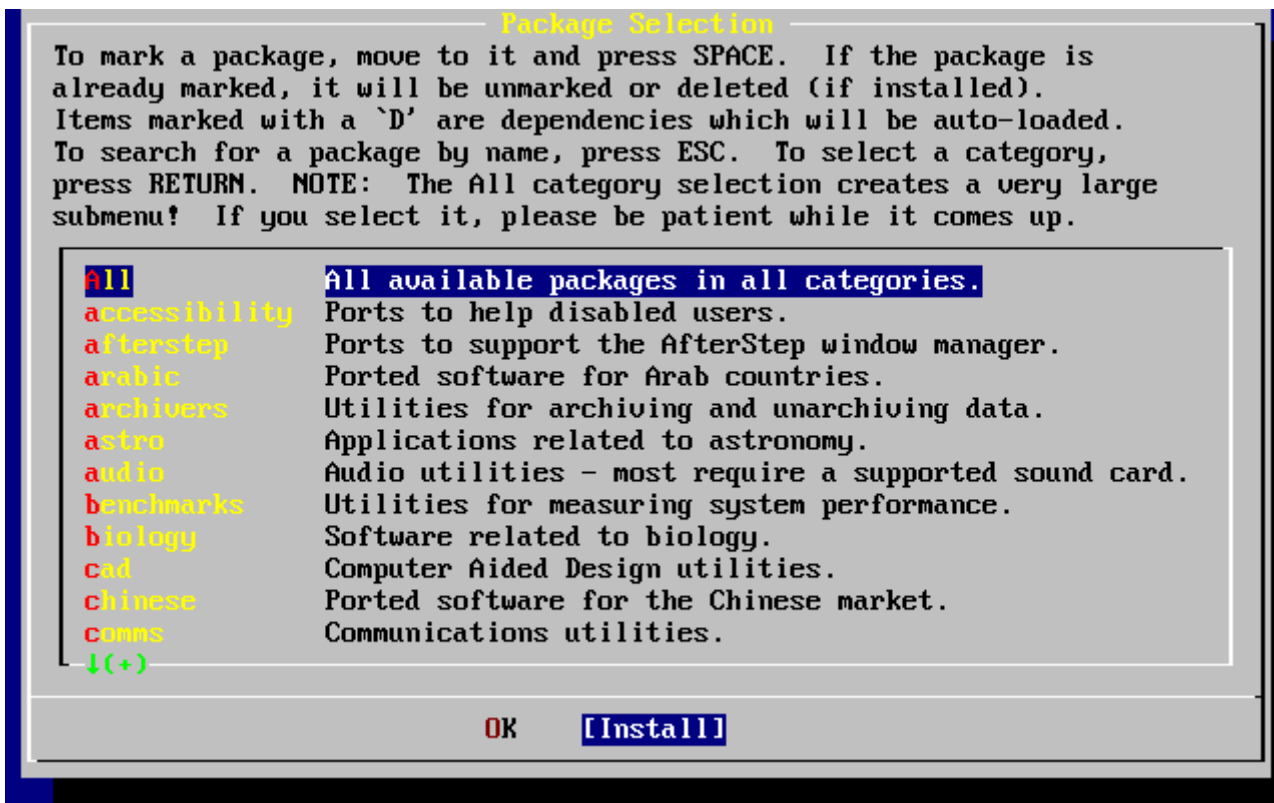 Package Selection
To mark a package, move to it and press SPACE.  If the package is
already marked, it will be unmarked or deleted (if installed).
Items marked with a `D' are dependencies which will be auto-loaded.
To search for a package by name, press ESC.  To select a category,
press RETURN.  NOTE:  The All category selection creates a very large
submenu!  If you select it, please be patient while it comes up.
All All available packages in all categories.
accessibility Ports to help disabled users.
afterstep Ports to support the AfterStep window manager.
arabic Ported software for Arab countries.
archivers Utilities for archiving and unarchiving data.
astro Applications related to astronomy.
audio Audio utilities - most require a supported sound card.
benchmarks Utilities for measuring system performance.
biology Software related to biology.
cad Computer Aided Design utilities.
chinese Ported software for the Chinese market.
comms Communications utilities.
↓(+)
OK [Install]